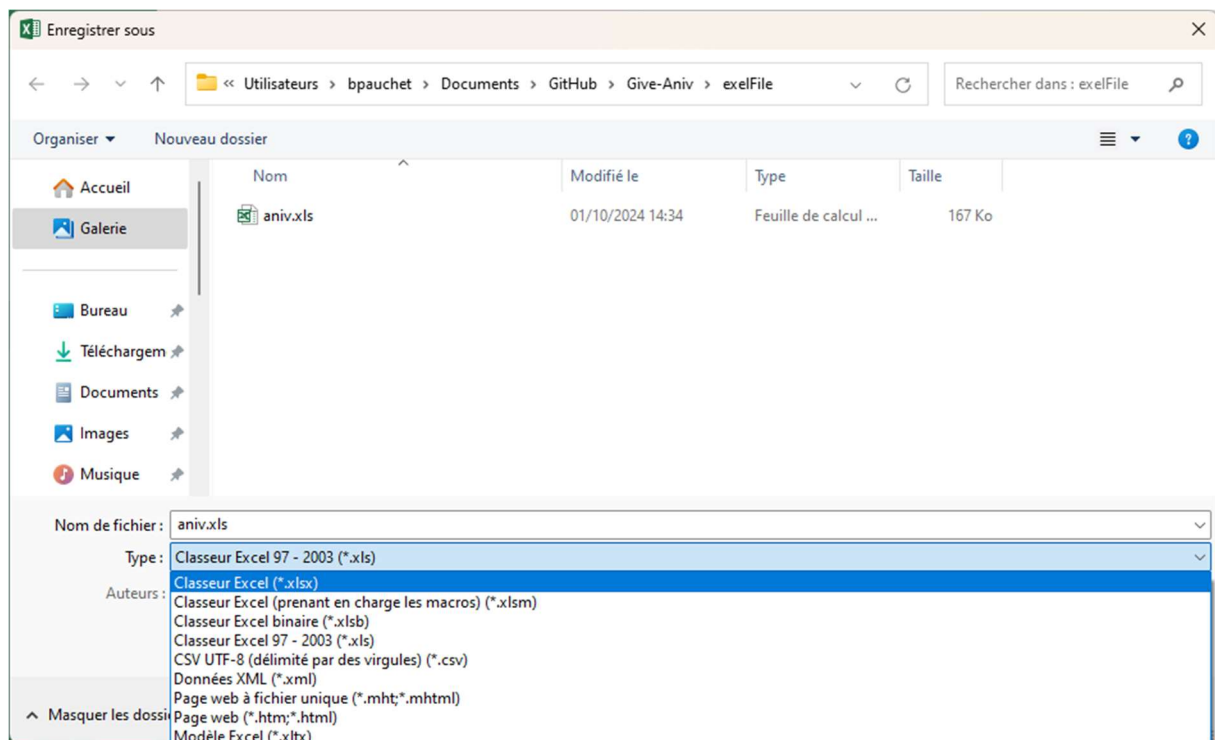 Enregistrer sous
« Utilisateurs > bpauchet > Documents > GitHub > Give-Aniv > exelFile
Rechercher dans : exelFile
Organiser
Nouveau dossier
?
Nom Modifié le Type Taille
Accueil
aniv.xls 01/10/2024 14:34 Feuille de calcul ... 167 Ko
Galerie
Bureau
Téléchargem
Documents
Images
Musique
Nom de fichier : aniv.xls
Type : Classeur Excel 97 - 2003 (*.xls)
Classeur Excel (*.xlsx)
Auteurs :
Classeur Excel (prenant en charge les macros) (*.xlsm)
Classeur Excel binaire (*.xlsb)
Classeur Excel 97 - 2003 (*.xls)
CSV UTF-8 (délimité par des virgules) (*.csv)
Données XML (*.xml)
Page web à fichier unique (*.mht;*.mhtml)
Masquer les dossi
Page web (*.htm;*.html)
Modèle Excel (*.xltx)